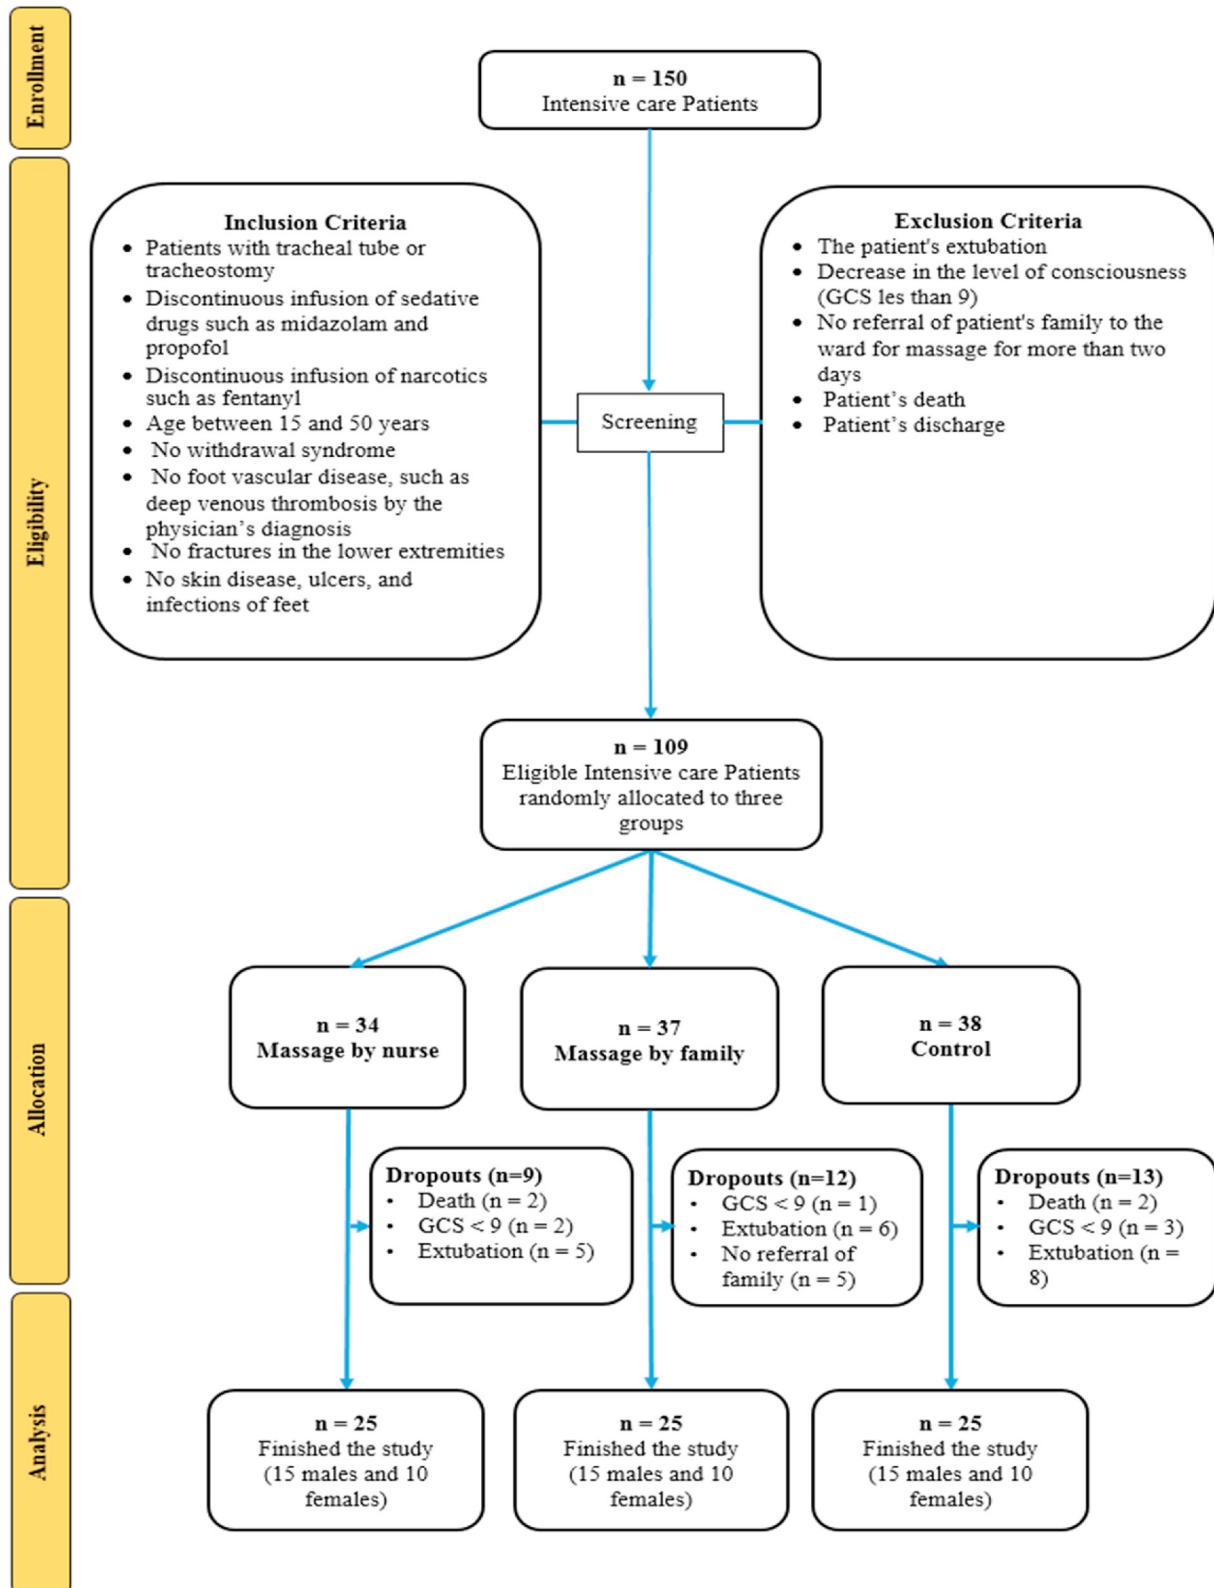 Enrollment
n = 150
Intensive care Patients
Eligibility
Inclusion Criteria
• Patients with tracheal tube or
tracheostomy
• Discontinuous infusion of sedative
drugs such as midazolam and
propofol
• Discontinuous infusion of narcotics
such as fentanyl
• Age between 15 and 50 years
• No withdrawal syndrome
• No foot vascular disease, such as
deep venous thrombosis by the
physician’s diagnosis
• No fractures in the lower extremities
• No skin disease, ulcers, and
infections of feet
Screening
Exclusion Criteria
• The patient's extubation
• Decrease in the level of consciousness
(GCS less than 9)
• No referral of patient's family to the
ward for massage for more than two
days
• Patient’s death
• Patient’s discharge
n = 109
Eligible Intensive care Patients
randomly allocated to three
groups
Allocation
n = 34
Massage by nurse
n = 37
Massage by family
n = 38
Control
Dropouts (n=9)
• Death (n = 2)
• GCS < 9 (n = 2)
• Extubation (n = 5)
Dropouts (n=12)
• GCS < 9 (n = 1)
• Extubation (n = 6)
• No referral of
family (n = 5)
Dropouts (n=13)
• Death (n = 2)
• GCS < 9 (n = 3)
• Extubation (n =
8)
Analysis
n = 25
Finished the study
(15 males and 10
females)
n = 25
Finished the study
(15 males and 10
females)
n = 25
Finished the study
(15 males and 10
females)